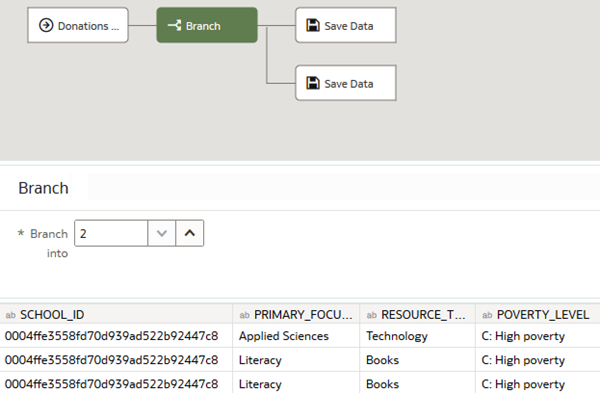 Donations ...
Branch
Save Data
Save Data
Branch
* Branch into
2
ab SCHOOL_ID ab PRIMARY_FOCU... ab RESOURCE_T... ab POVERTY_LEVEL
0004ffe3558fd70d939ad522b92447c8 Applied Sciences Technology C: High poverty
0004ffe3558fd70d939ad522b92447c8 Literacy Books C: High poverty
0004ffe3558fd70d939ad522b92447c8 Literacy Books C: High poverty